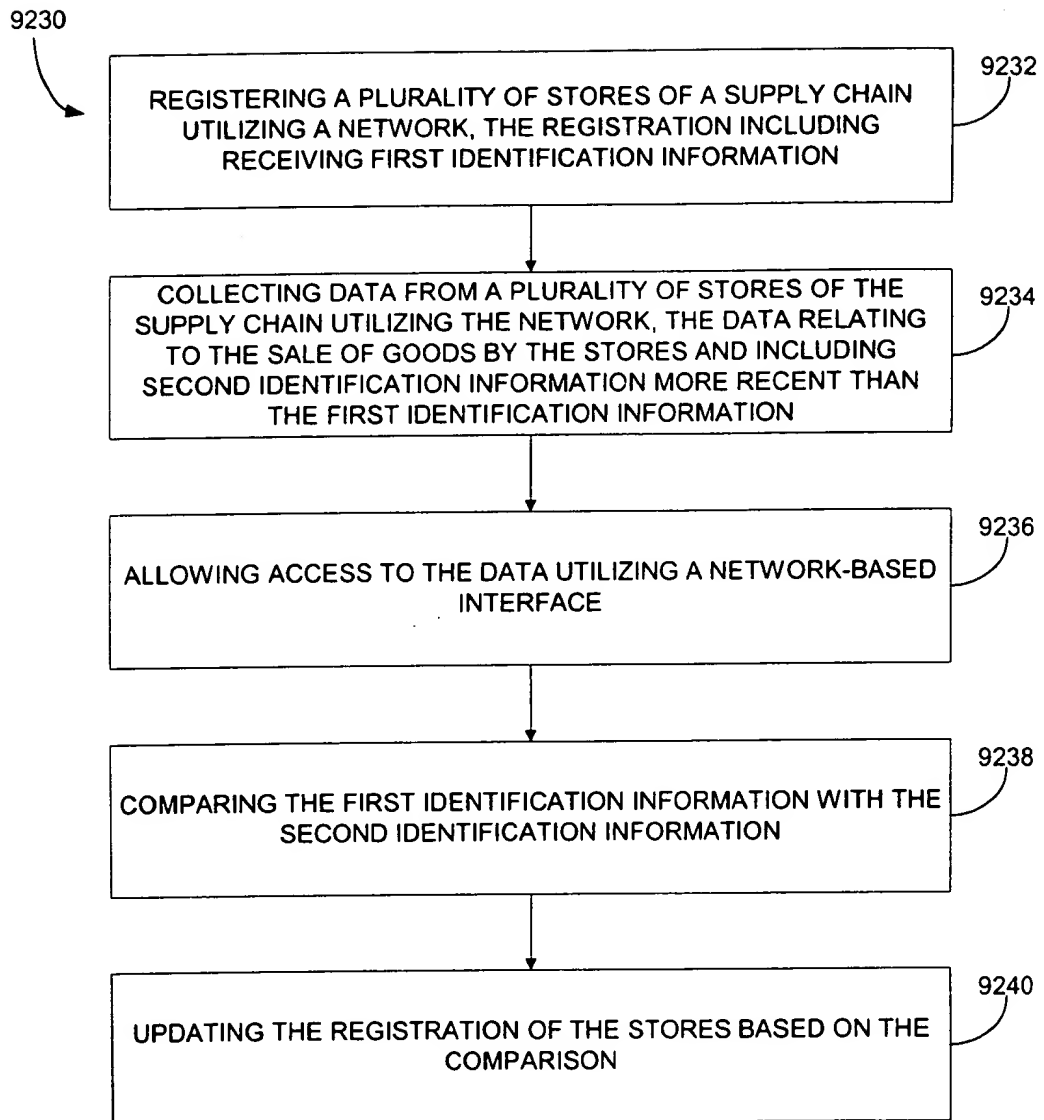 9230
9232
REGISTERING A PLURALITY OF STORES OF A SUPPLY CHAIN
UTILIZING A NETWORK, THE REGISTRATION INCLUDING
RECEIVING FIRST IDENTIFICATION INFORMATION
9234
COLLECTING DATA FROM A PLURALITY OF STORES OF THE
SUPPLY CHAIN UTILIZING THE NETWORK, THE DATA RELATING
TO THE SALE OF GOODS BY THE STORES AND INCLUDING
SECOND IDENTIFICATION INFORMATION MORE RECENT THAN
THE FIRST IDENTIFICATION INFORMATION
9236
ALLOWING ACCESS TO THE DATA UTILIZING A NETWORK-BASED
INTERFACE
9238
COMPARING THE FIRST IDENTIFICATION INFORMATION WITH THE
SECOND IDENTIFICATION INFORMATION
9240
UPDATING THE REGISTRATION OF THE STORES BASED ON THE
COMPARISON